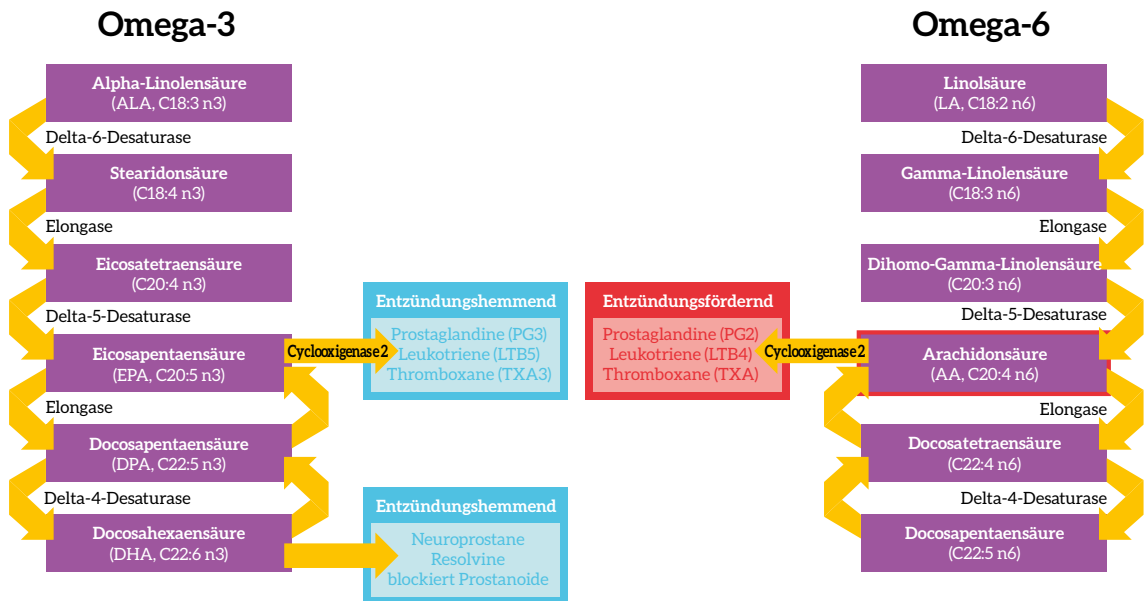 Omega-3
Alpha-Linolensäure
(ALA, C18:3 n3)
Delta-6-Desaturase
Stearidonsäure
(C18:4 n3)
Elongase
Eicosatetraensäure
(C20:4 n3)
Delta-5-Desaturase
Eicosapentaensäure
(EPA, C20:5 n3)
Elongase
Docosapentaensäure
(DPA, C22:5 n3)
Delta-4-Desaturase
Docosahexaensäure
(DHA, C22:6 n3)
Cyclooxigenase2
Entzündungshemmend
Prostaglandine (PG3)
Leukotriene (LTB5)
Thromboxane (TXA3)
Entzündungshemmend
Neuroprostane
Resolvine
blockiert Prostanoide
Entzündungsfördernd
Prostaglandine (PG2)
Leukotriene (LTB4)
Thromboxane (TXA)
Cyclooxigenase2
Omega-6
Linolsäure
(LA, C18:2 n6)
Delta-6-Desaturase
Gamma-Linolensäure
(C18:3 n6)
Elongase
Dihomo-Gamma-Linolensäure
(C20:3 n6)
Delta-5-Desaturase
Arachidonsäure
(AA, C20:4 n6)
Elongase
Docosatetraensäure
(C22:4 n6)
Delta-4-Desaturase
Docosapentaensäure
(C22:5 n6)